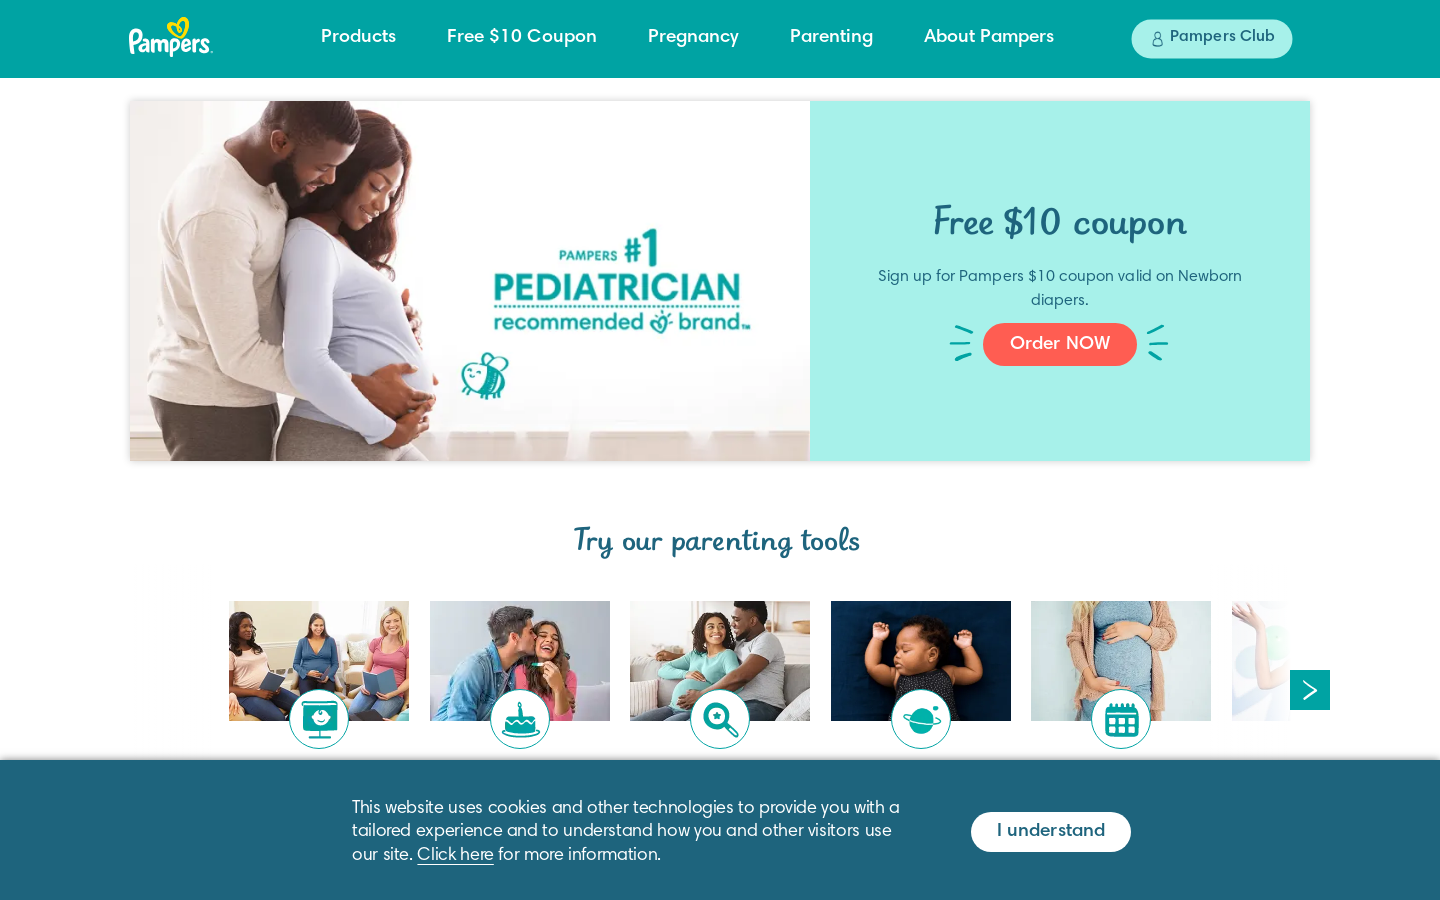 Pampers
Products
Free $10 Coupon
Pregnancy
Parenting
About Pampers
Pampers Club
PAMPERS #1
PEDIATRICIAN
recommended brand™
Free $10 coupon
Sign up for Pampers $10 coupon valid on Newborn
diapers.
Order NOW
Try our parenting tools
This website uses cookies and other technologies to provide you with a
tailored experience and to understand how you and other visitors use
our site. Click here for more information.
I understand